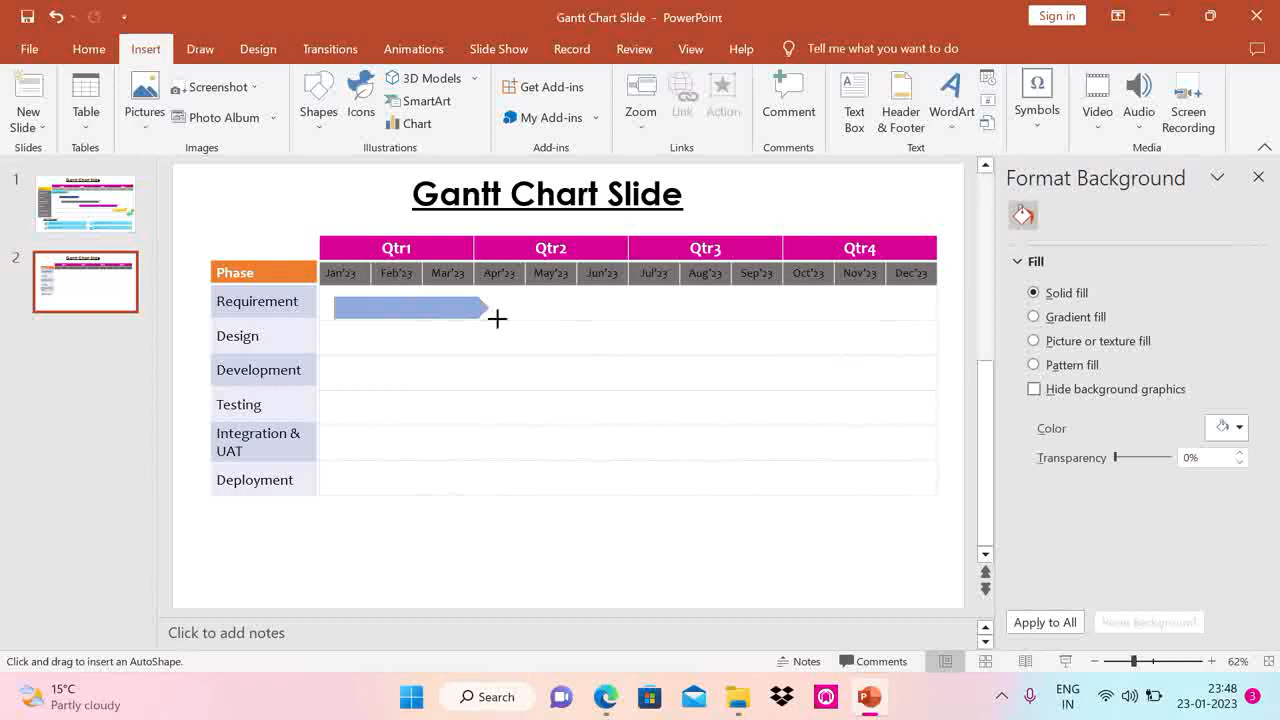 Gantt Chart Slide - PowerPoint
Sign in
File Home Insert Draw Design Transitions Animations Slide Show Record Review View Help Tell me what you want to do
New Slide
Table
Pictures
Screenshot
Photo Album
Shapes
Icons
3D Models
SmartArt
Chart
Get Add-ins
My Add-ins
Zoom
Link
Action
Comment
Text Box
Header & Footer
WordArt
Symbols
Video
Audio
Screen Recording
Slides Tables Images Illustrations Add-ins Links Comments Text Media
1
2
Gantt Chart Slide
Qtr1 Qtr2 Qtr3 Qtr4
Phase Jan'23 Feb'23 Mar'23 Apr'23 May'23 Jun'23 Jul'23 Aug'23 Sep'23 Oct'23 Nov'23 Dec'23
Requirement
Design
Development
Testing
Integration &
UAT
Deployment
Click to add notes
Format Background
Fill
Solid fill
Gradient fill
Picture or texture fill
Pattern fill
Hide background graphics
Color
Transparency 0%
Apply to All Reset Background
Click and drag to insert an AutoShape.
Notes Comments 62%
15°C
Partly cloudy
Search
ENG
IN
23:48
23-01-2023
3